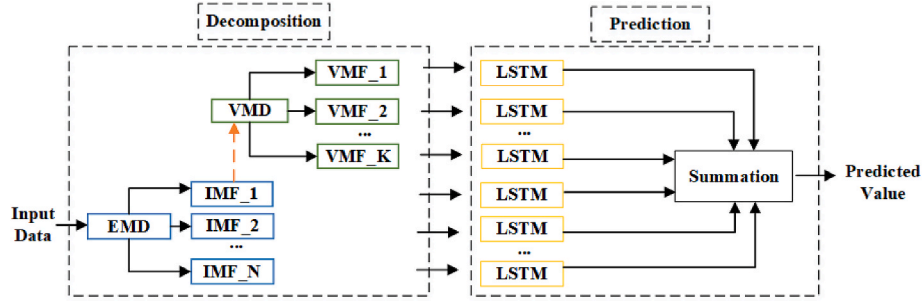 Decomposition
Prediction
VMF_1
VMD
VMF_2
...
VMF_K
IMF_1
Input
Data
EMD
IMF_2
...
IMF_N
LSTM
LSTM
...
LSTM
LSTM
LSTM
...
LSTM
Summation
Predicted
Value